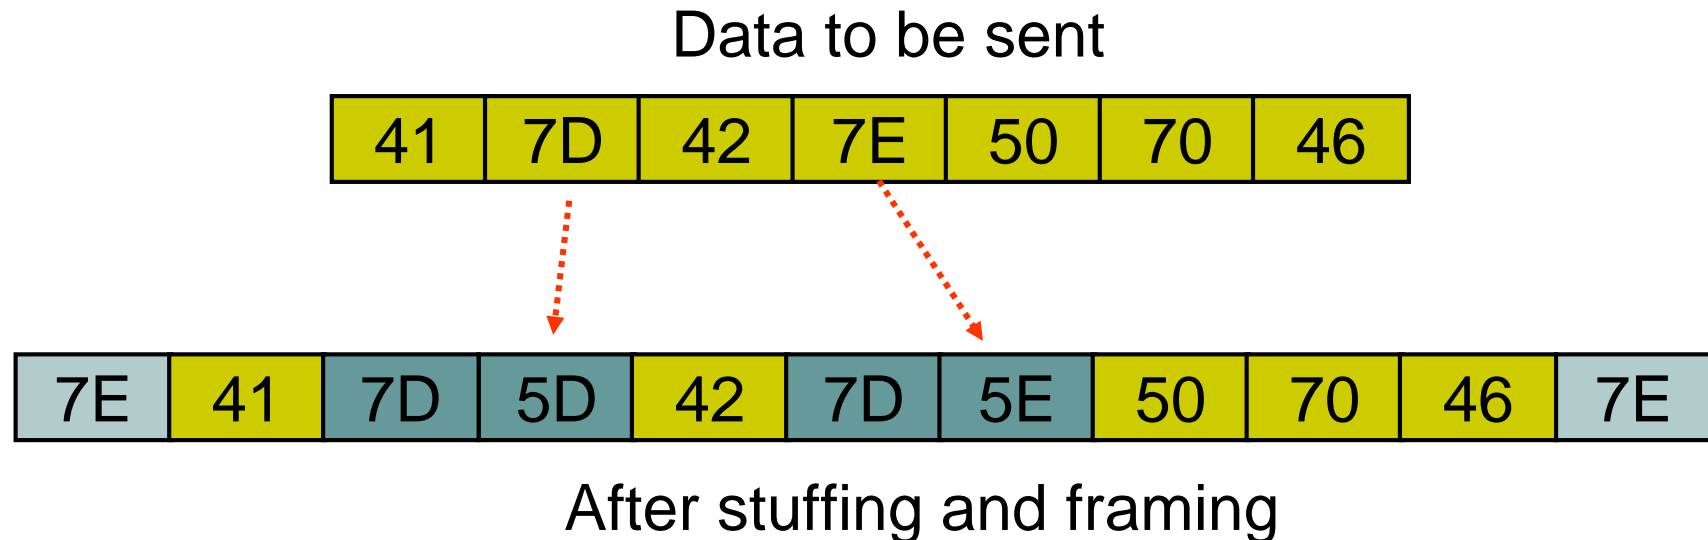 Data to be sent
41 7D 42 7E 50 70 46
7E 41 7D 5D 42 7D 5E 50 70 46 7E
After stuffing and framing